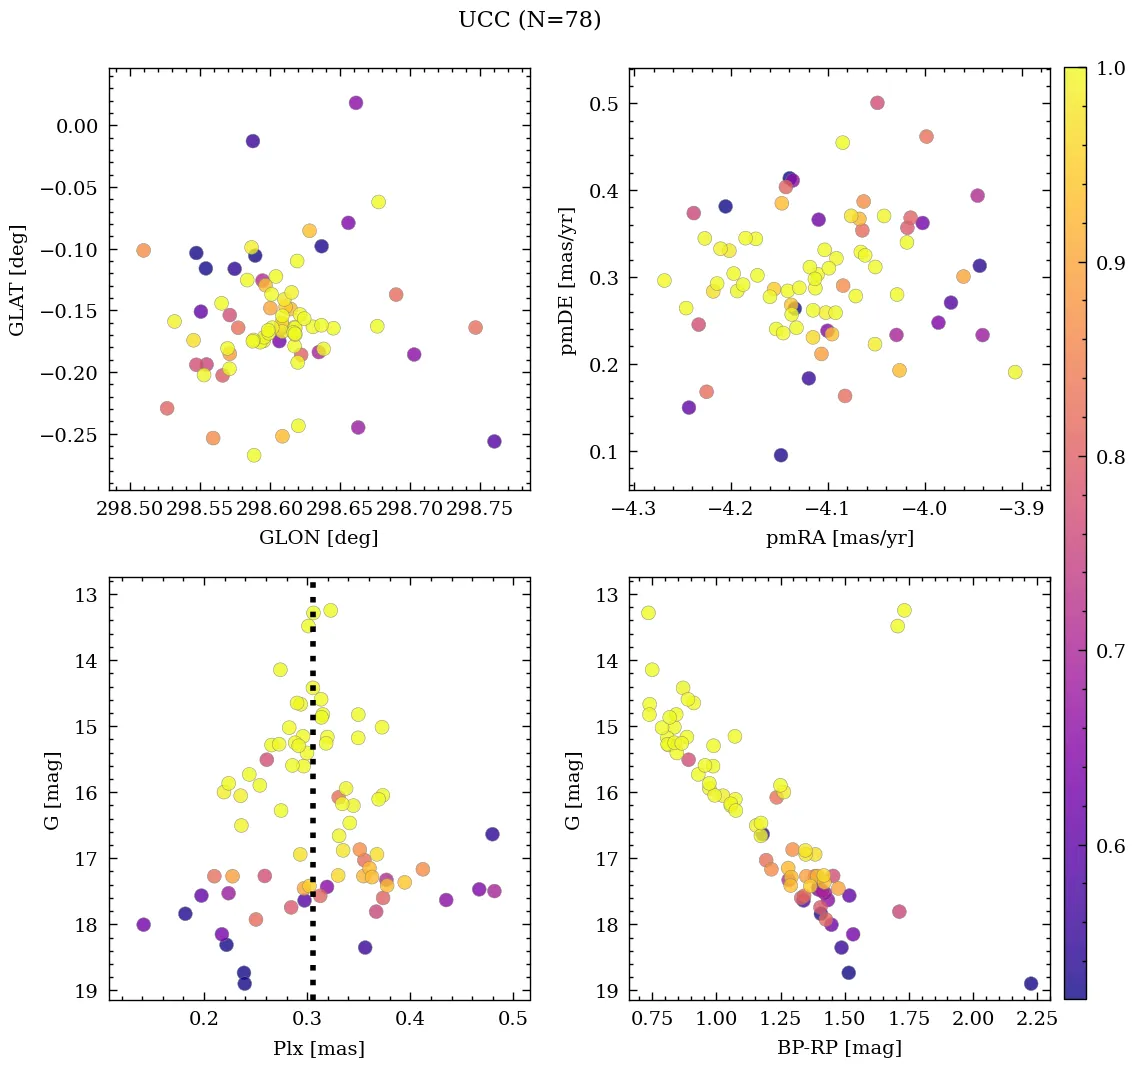 UCC (N=78)
0.00
−0.05
−0.10
−0.15
−0.20
−0.25
GLAT [deg]
298.50 298.55 298.60 298.65 298.70 298.75
GLON [deg]
0.5
0.4
0.3
0.2
0.1
pmDE [mas/yr]
−4.3 −4.2 −4.1 −4.0 −3.9
pmRA [mas/yr]
1.0
0.9
0.8
0.7
0.6
13
14
15
16
17
18
19
G [mag]
0.2 0.3 0.4 0.5
Plx [mas]
13
14
15
16
17
18
19
G [mag]
0.75 1.00 1.25 1.50 1.75 2.00 2.25
BP-RP [mag]